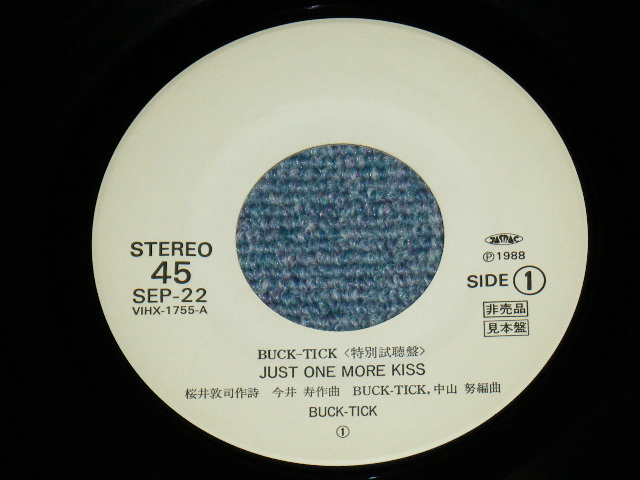 STEREO
45
SEP-22
VIHX-1755-A
JASRAC
Ⓟ1988
SIDE ①
非売品
見本盤
BUCK-TICK〈特別試聴盤〉
JUST ONE MORE KISS
桜井敦司作詩　今井 寿作曲　BUCK-TICK, 中山 努編曲
BUCK-TICK
①